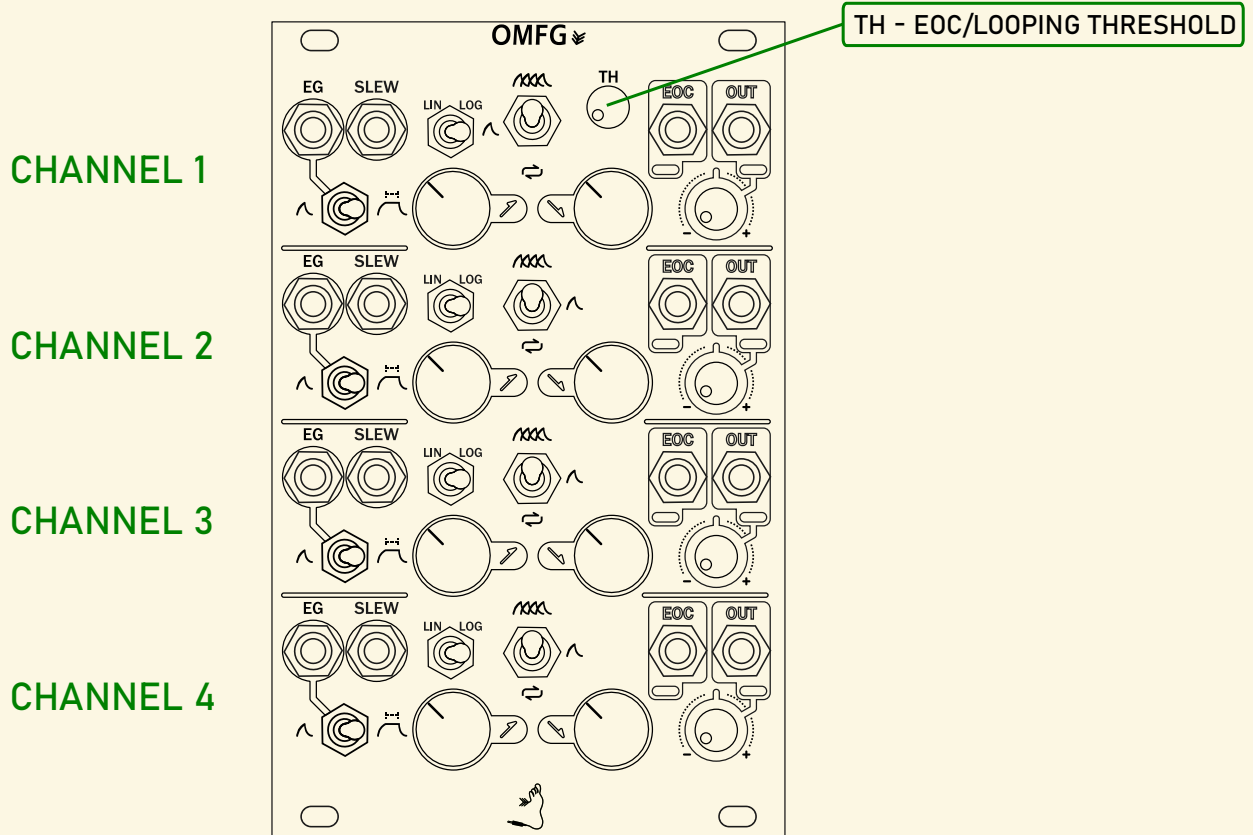 OMFG
TH - EOC/LOOPING THRESHOLD
CHANNEL 1
EG SLEW LIN LOG TH EOC OUT
- +
CHANNEL 2
EG SLEW LIN LOG EOC OUT
- +
CHANNEL 3
EG SLEW LIN LOG EOC OUT
- +
CHANNEL 4
EG SLEW LIN LOG EOC OUT
- +